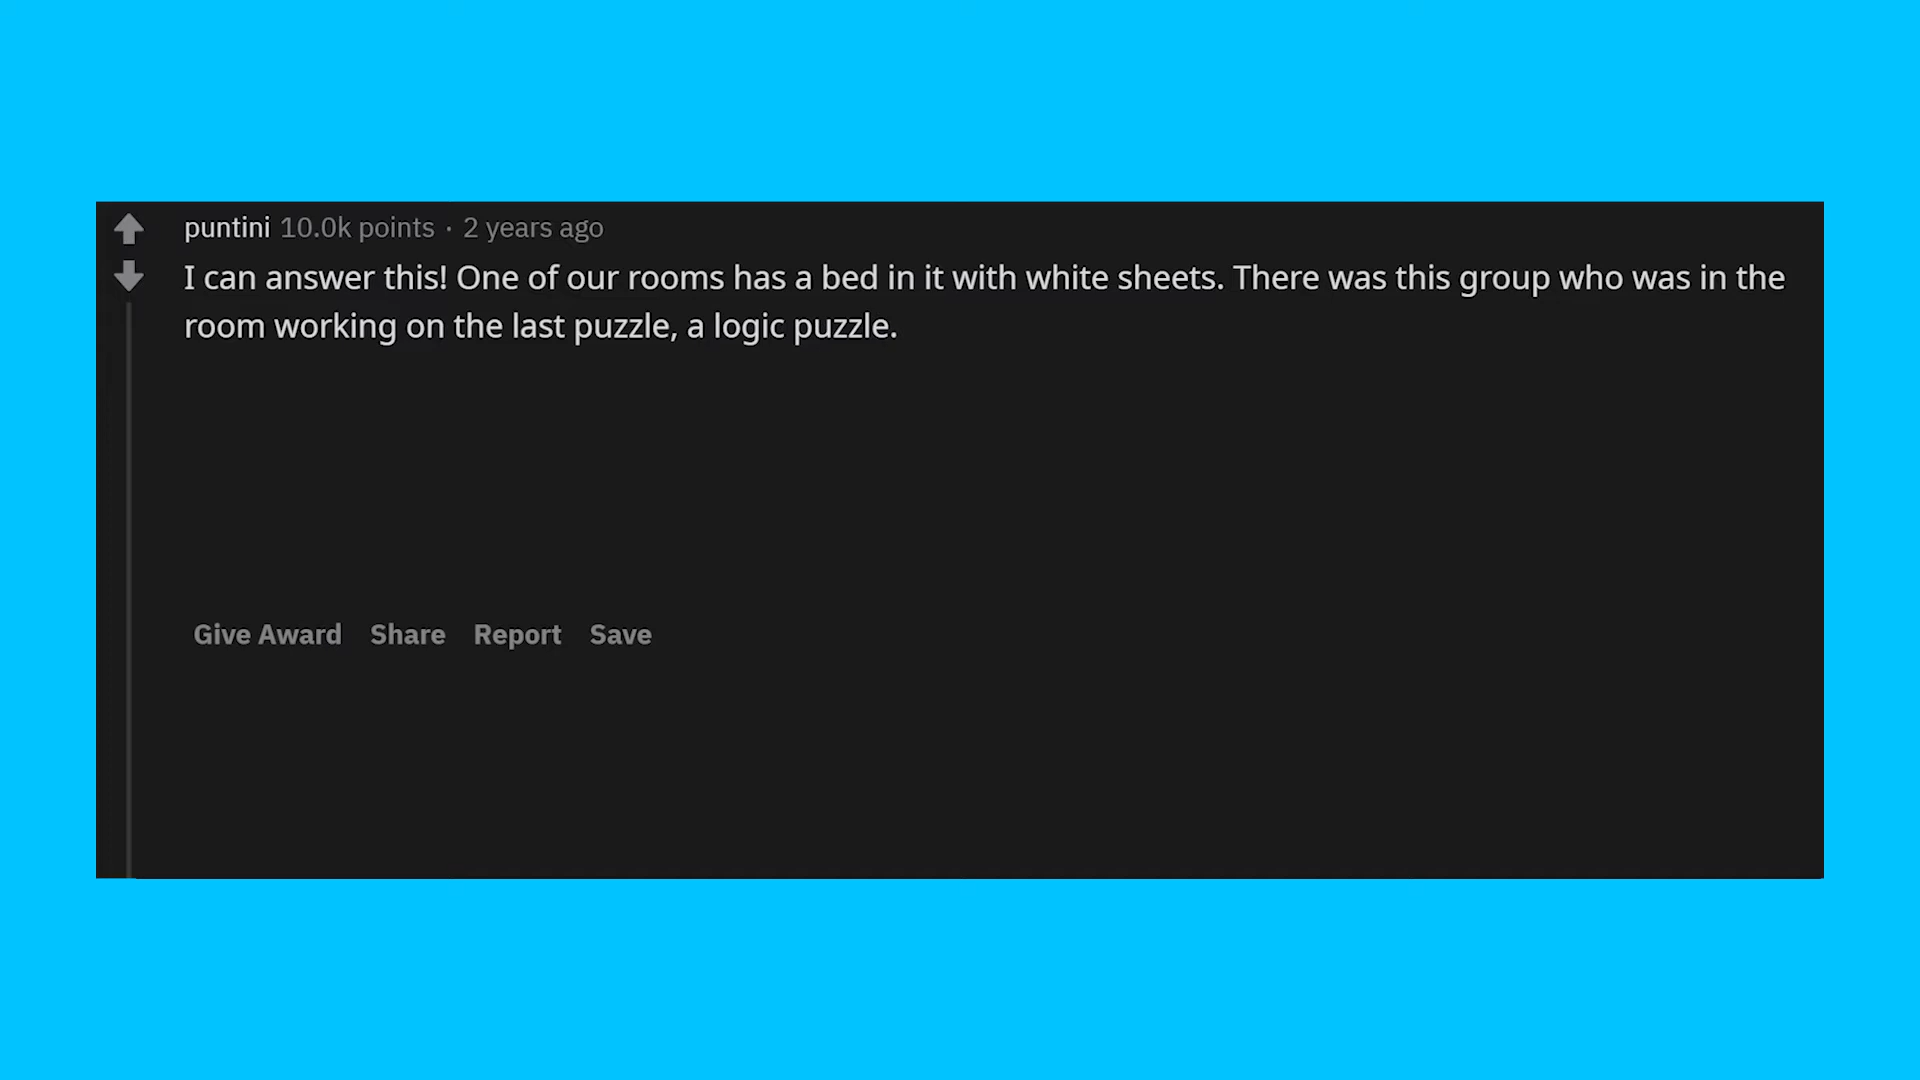 puntini 10.0k points · 2 years ago
I can answer this! One of our rooms has a bed in it with white sheets. There was this group who was in the
room working on the last puzzle, a logic puzzle.
Give Award Share Report Save